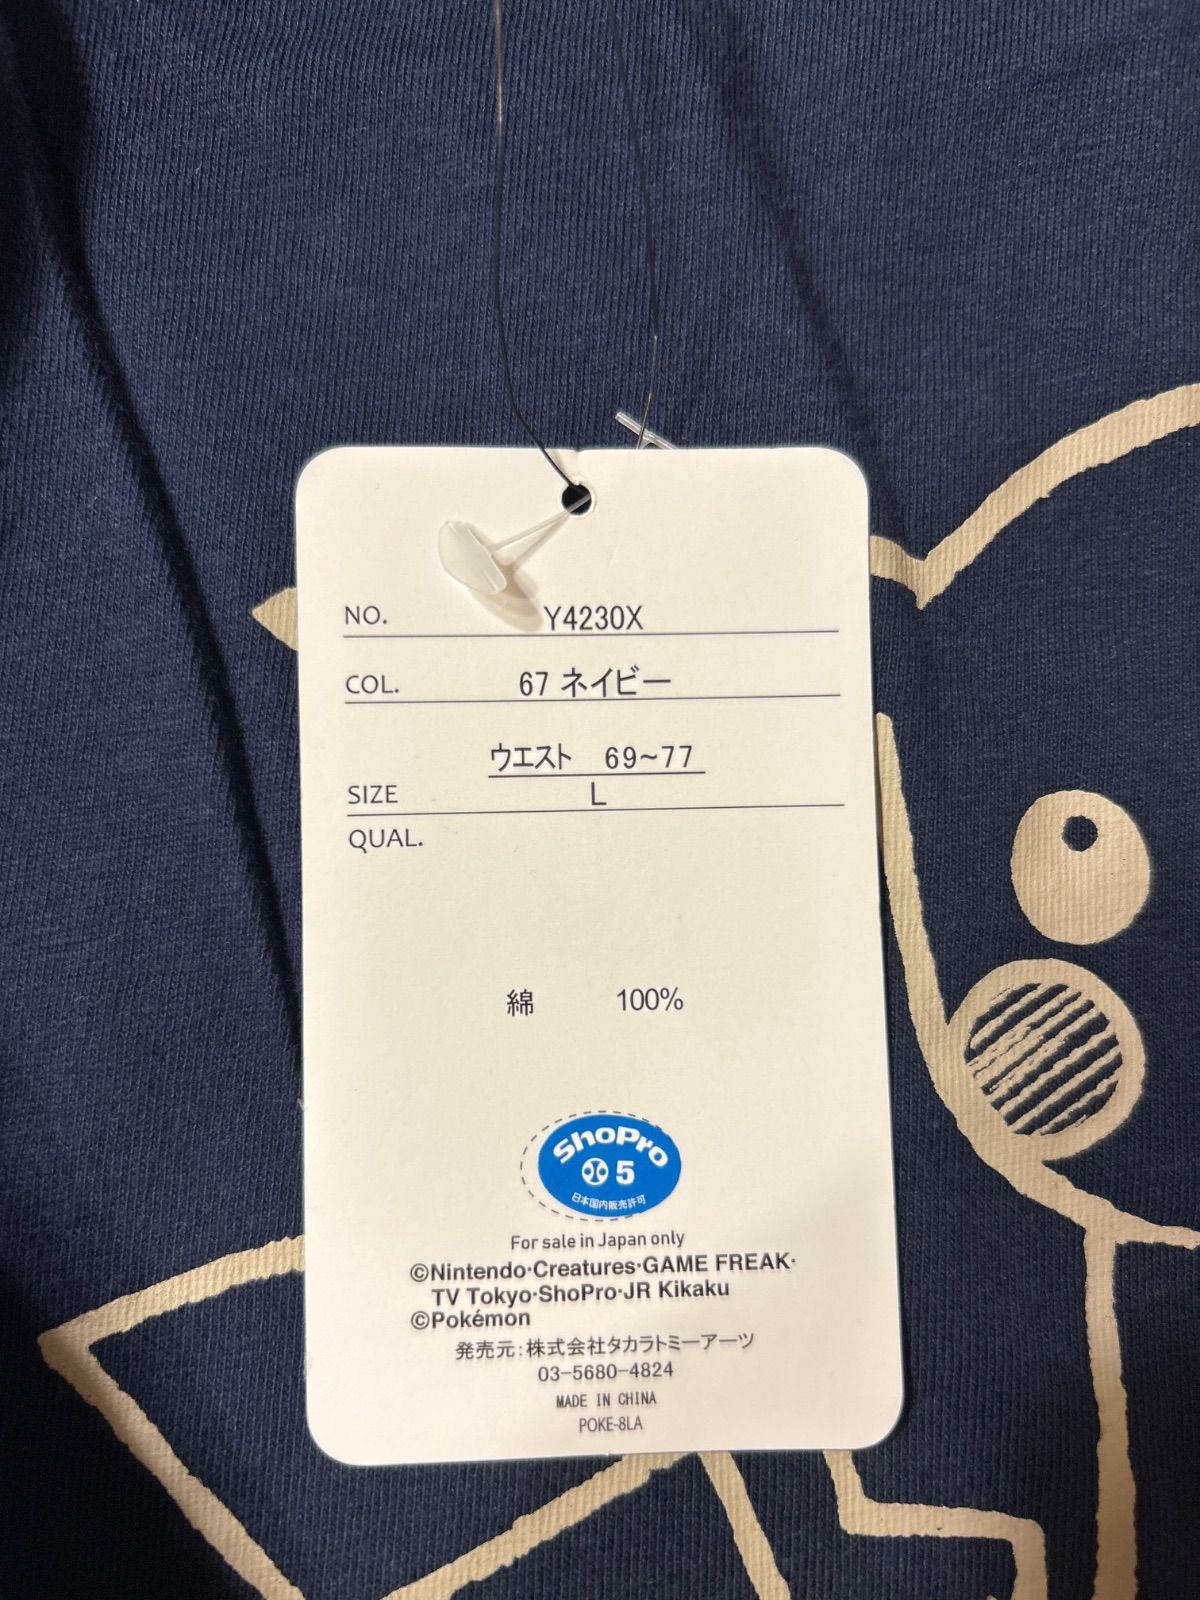 NO. Y4230X
COL. 67 ネイビー
ウエスト 69~77
SIZE L
QUAL.
綿 100%
ShoPro
5
日本国内販売許可
For sale in Japan only
©Nintendo·Creatures·GAME FREAK·
TV Tokyo·ShoPro·JR Kikaku
©Pokémon
発売元:株式会社タカラトミーアーツ
03-5680-4824
MADE IN CHINA
POKE-8LA